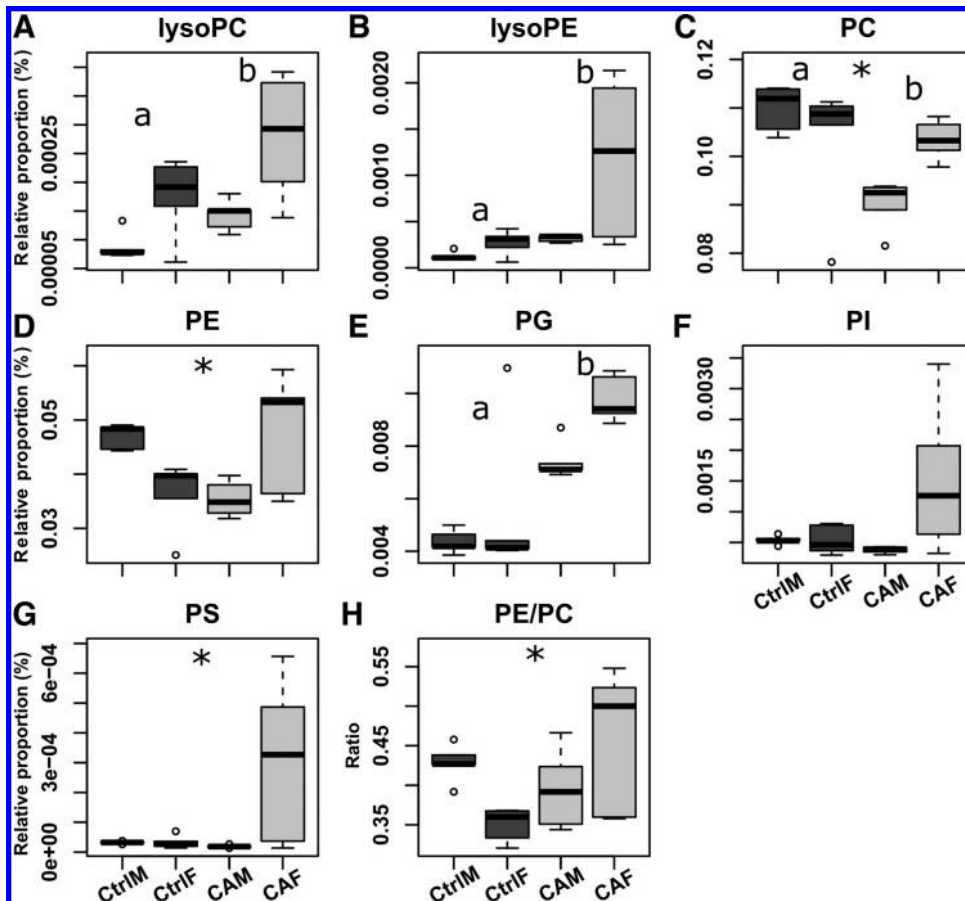 A lysoPC
B lysoPE
C PC
Relative proportion (%)
0.00005 0.00025
a b
0.0000 0.0010 0.0020
a b
0.08 0.10 0.12
a * b
D PE
E PG
F PI
Relative proportion (%)
0.03 0.05
*
0.004 0.008
a b
0.0015 0.0030
CtrlM CtrlF CAM CAF
G PS
H PE/PC
Relative proportion (%)
0e+00 3e-04 6e-04
*
CtrlM CtrlF CAM CAF
Ratio
0.35 0.45 0.55
*
CtrlM CtrlF CAM CAF